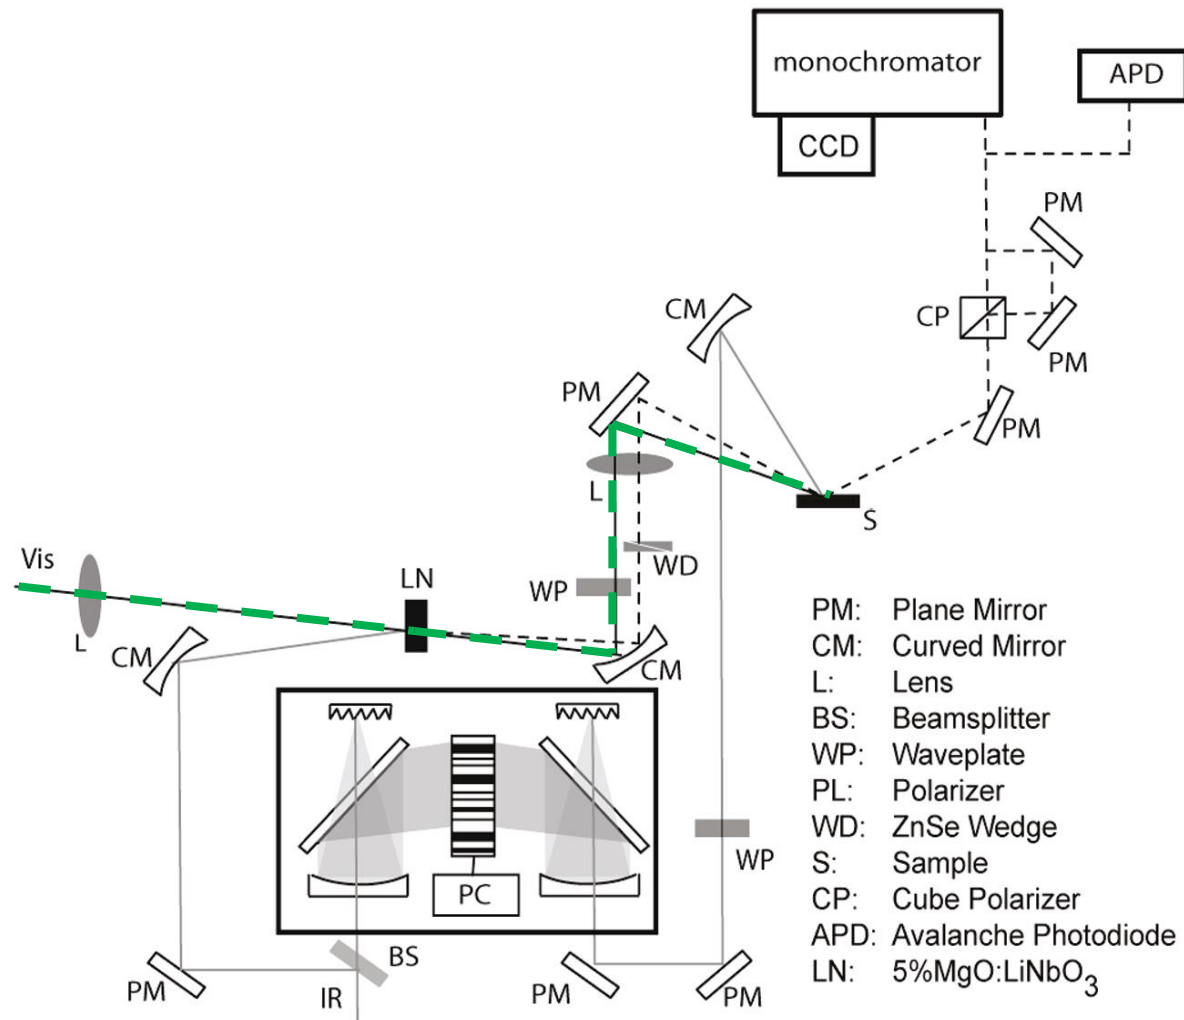 monochromator
APD
CCD
PM
CM
CP
PM
PM
PM
L
S
Vis
LN
WP
WD
L
CM
CM
PC
WP
BS
PM
IR
PM
PM
PM: Plane Mirror
CM: Curved Mirror
L: Lens
BS: Beamsplitter
WP: Waveplate
PL: Polarizer
WD: ZnSe Wedge
S: Sample
CP: Cube Polarizer
APD: Avalanche Photodiode
LN: 5%MgO:LiNbO3